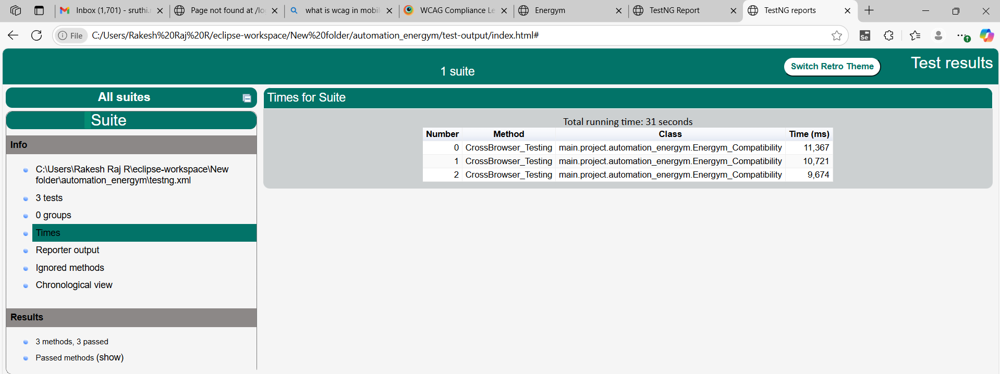 Inbox (1,701) - sruthi.r
Page not found at /lo
what is wcag in mobil
WCAG Compliance Le
Energym
TestNG Report
TestNG reports
File
C:/Users/Rakesh%20Raj%20R/eclipse-workspace/New%20folder/automation_energym/test-output/index.html#
Se
1 suite
Switch Retro Theme
Test results
All suites
Suite
Info
C:\Users\Rakesh Raj R\eclipse-workspace\New
folder\automation_energym\testng.xml
3 tests
0 groups
Times
Reporter output
Ignored methods
Chronological view
Results
3 methods, 3 passed
Passed methods (show)
Times for Suite
Total running time: 31 seconds
Number Method Class Time (ms)
0 CrossBrowser_Testing main.project.automation_energym.Energym_Compatibility 11,367
1 CrossBrowser_Testing main.project.automation_energym.Energym_Compatibility 10,721
2 CrossBrowser_Testing main.project.automation_energym.Energym_Compatibility 9,674